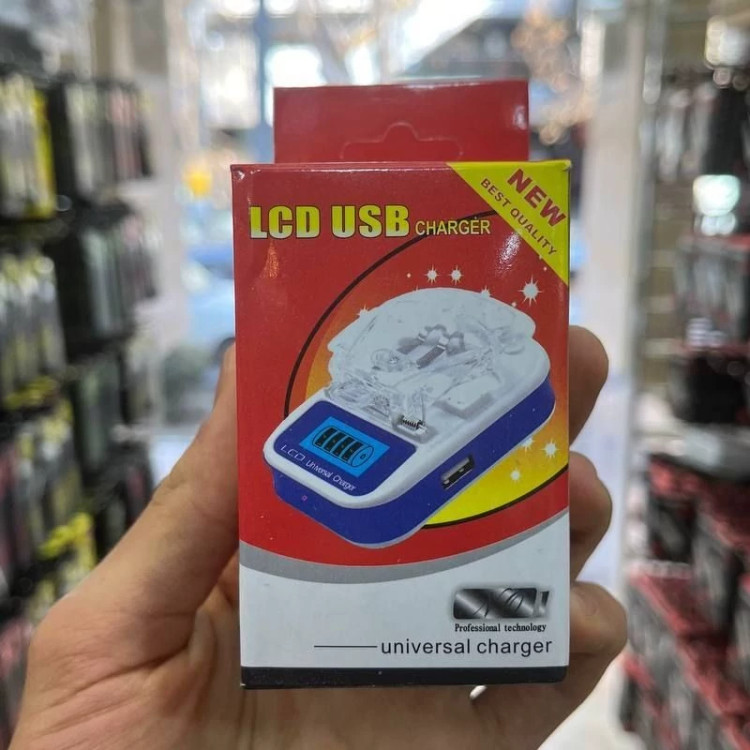 NEW
BEST QUALITY
LCD USB CHARGER
LCD Universal Charger
Professional technology
universal charger